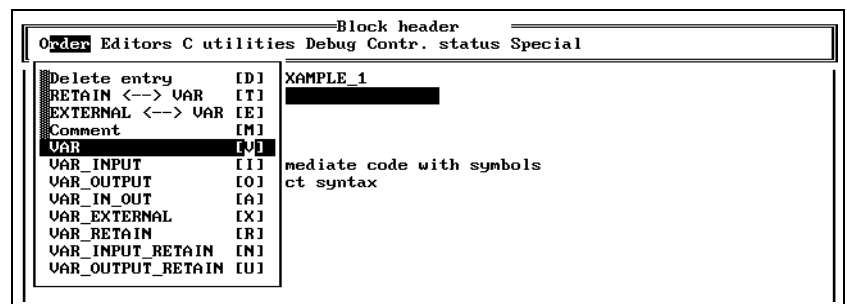 Block header
Order Editors C utilities Debug Contr. status Special
Delete entry [D] XAMPLE_1
RETAIN <--> VAR [T]
EXTERNAL <--> VAR [E]
Comment [M]
VAR [V]
VAR_INPUT [I] mediate code with symbols
VAR_OUTPUT [O] ct syntax
VAR_IN_OUT [A]
VAR_EXTERNAL [X]
VAR_RETAIN [R]
VAR_INPUT_RETAIN [N]
VAR_OUTPUT_RETAIN [U]